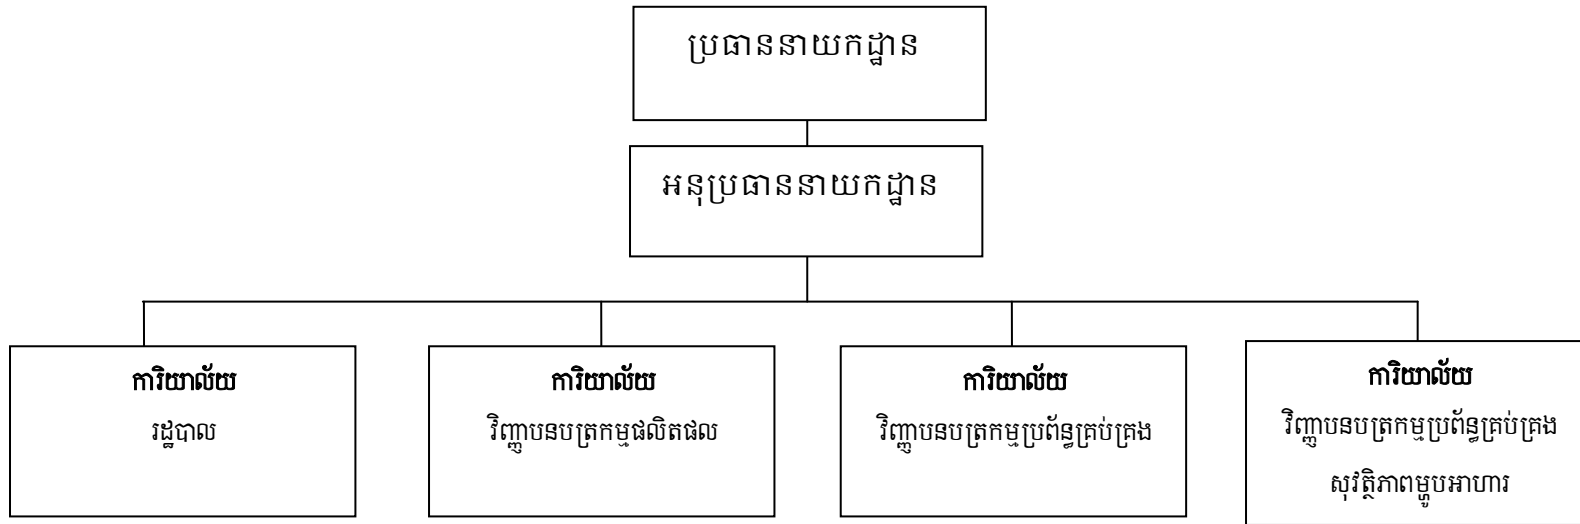 ប្រធាននាយកដ្ឋាន
អនុប្រធាននាយកដ្ឋាន
ការិយាល័យ
រដ្ឋបាល
ការិយាល័យ
វិញ្ញាបនបត្រកម្មផលិតផល
ការិយាល័យ
វិញ្ញាបនបត្រកម្មប្រព័ន្ធគ្រប់គ្រង
ការិយាល័យ
វិញ្ញាបនបត្រកម្មប្រព័ន្ធគ្រប់គ្រង
សុវត្ថិភាពម្ហូបអាហារ